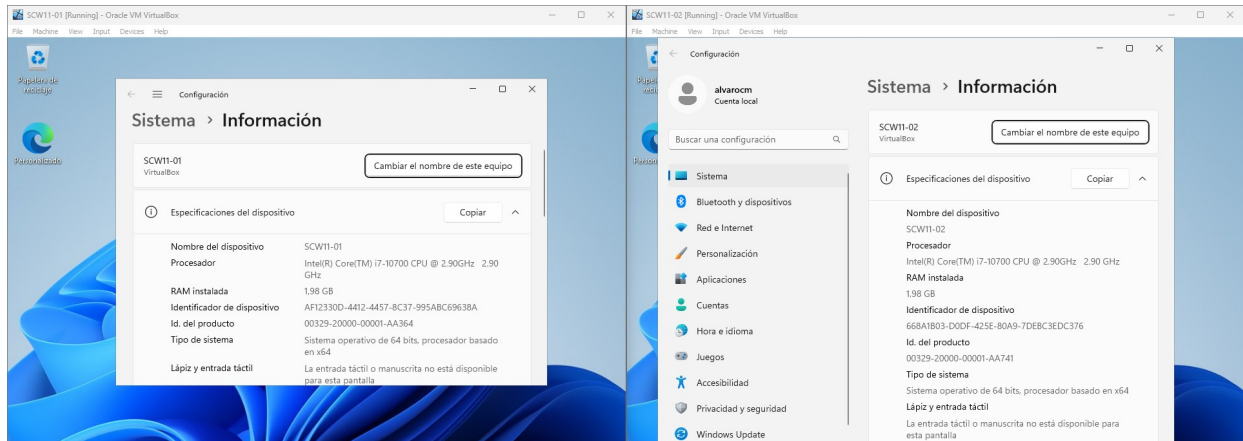 SCW11-01 [Running] - Oracle VM VirtualBox
File Machine View Input Devices Help
Papelera de
reciclaje
Personalizado
Configuración
Sistema > Información
SCW11-01
VirtualBox
Cambiar el nombre de este equipo
Especificaciones del dispositivo
Copiar
Nombre del dispositivo SCW11-01
Procesador Intel(R) Core(TM) i7-10700 CPU @ 2.90GHz 2.90
GHz
RAM instalada 1,98 GB
Identificador de dispositivo AF12330D-4412-4457-8C37-995ABC69638A
Id. del producto 00329-20000-00001-AA364
Tipo de sistema Sistema operativo de 64 bits, procesador basado
en x64
Lápiz y entrada táctil La entrada táctil o manuscrita no está disponible
para esta pantalla
SCW11-02 [Running] - Oracle VM VirtualBox
File Machine View Input Devices Help
Configuración
alvarocm
Cuenta local
Buscar una configuración
Sistema
Bluetooth y dispositivos
Red e Internet
Personalización
Aplicaciones
Cuentas
Hora e idioma
Juegos
Accesibilidad
Privacidad y seguridad
Windows Update
Sistema > Información
SCW11-02
VirtualBox
Cambiar el nombre de este equipo
Especificaciones del dispositivo
Copiar
Nombre del dispositivo
SCW11-02
Procesador
Intel(R) Core(TM) i7-10700 CPU @ 2.90GHz 2.90 GHz
RAM instalada
1,98 GB
Identificador de dispositivo
668A1B03-D0DF-425E-80A9-7DEBC3EDC376
Id. del producto
00329-20000-00001-AA741
Tipo de sistema
Sistema operativo de 64 bits, procesador basado en x64
Lápiz y entrada táctil
La entrada táctil o manuscrita no está disponible para
esta pantalla